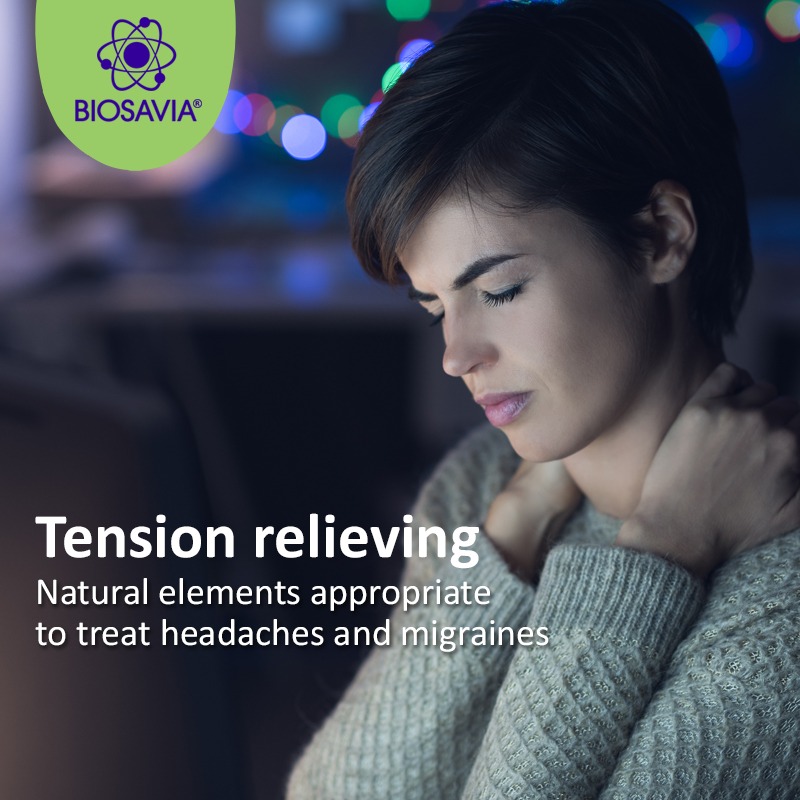 BIOSAVIA®
Tension relieving
Natural elements appropriate
to treat headaches and migraines